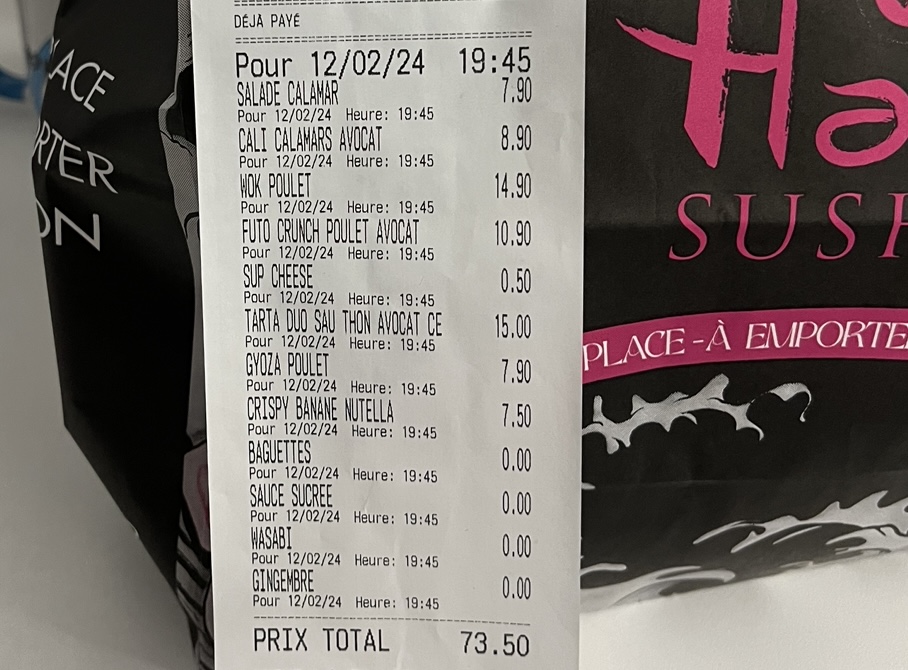 DÉJÀ PAYÉ
Pour 12/02/24 19:45
SALADE CALAMAR 7.90
Pour 12/02/24 Heure: 19:45
CALI CALAMARS AVOCAT 8.90
Pour 12/02/24 Heure: 19:45
WOK POULET 14.90
Pour 12/02/24 Heure: 19:45
FUTO CRUNCH POULET AVOCAT 10.90
Pour 12/02/24 Heure: 19:45
SUP CHEESE 0.50
Pour 12/02/24 Heure: 19:45
TARTA DUO SAU THON AVOCAT CE 15.00
Pour 12/02/24 Heure: 19:45
GYOZA POULET 7.90
Pour 12/02/24 Heure: 19:45
CRISPY BANANE NUTELLA 7.50
Pour 12/02/24 Heure: 19:45
BAGUETTES 0.00
Pour 12/02/24 Heure: 19:45
SAUCE SUCREE 0.00
Pour 12/02/24 Heure: 19:45
WASABI 0.00
Pour 12/02/24 Heure: 19:45
GINGEMBRE 0.00
Pour 12/02/24 Heure: 19:45
PRIX TOTAL 73.50
LACE
RTER
ON
Ha
SUSH
PLACE - À EMPORTE